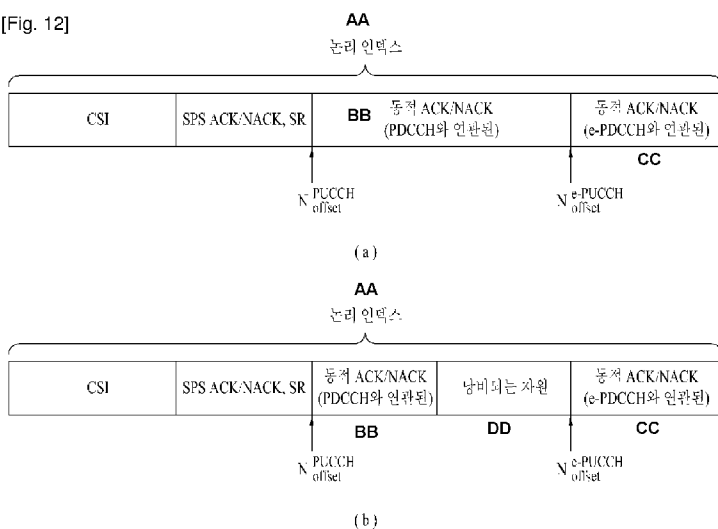 [Fig. 12]
AA
논리 인덱스
CSI
SPS ACK/NACK, SR
BB
동적 ACK/NACK
(PDCCH와 연관된)
동적 ACK/NACK
(e-PDCCH와 연관된)
CC
N PUCCH offset
N e-PUCCH offset
(a)
AA
논리 인덱스
CSI
SPS ACK/NACK, SR
동적 ACK/NACK
(PDCCH와 연관된)
낭비되는 자원
동적 ACK/NACK
(e-PDCCH와 연관된)
BB
DD
CC
N PUCCH offset
N e-PUCCH offset
(b)